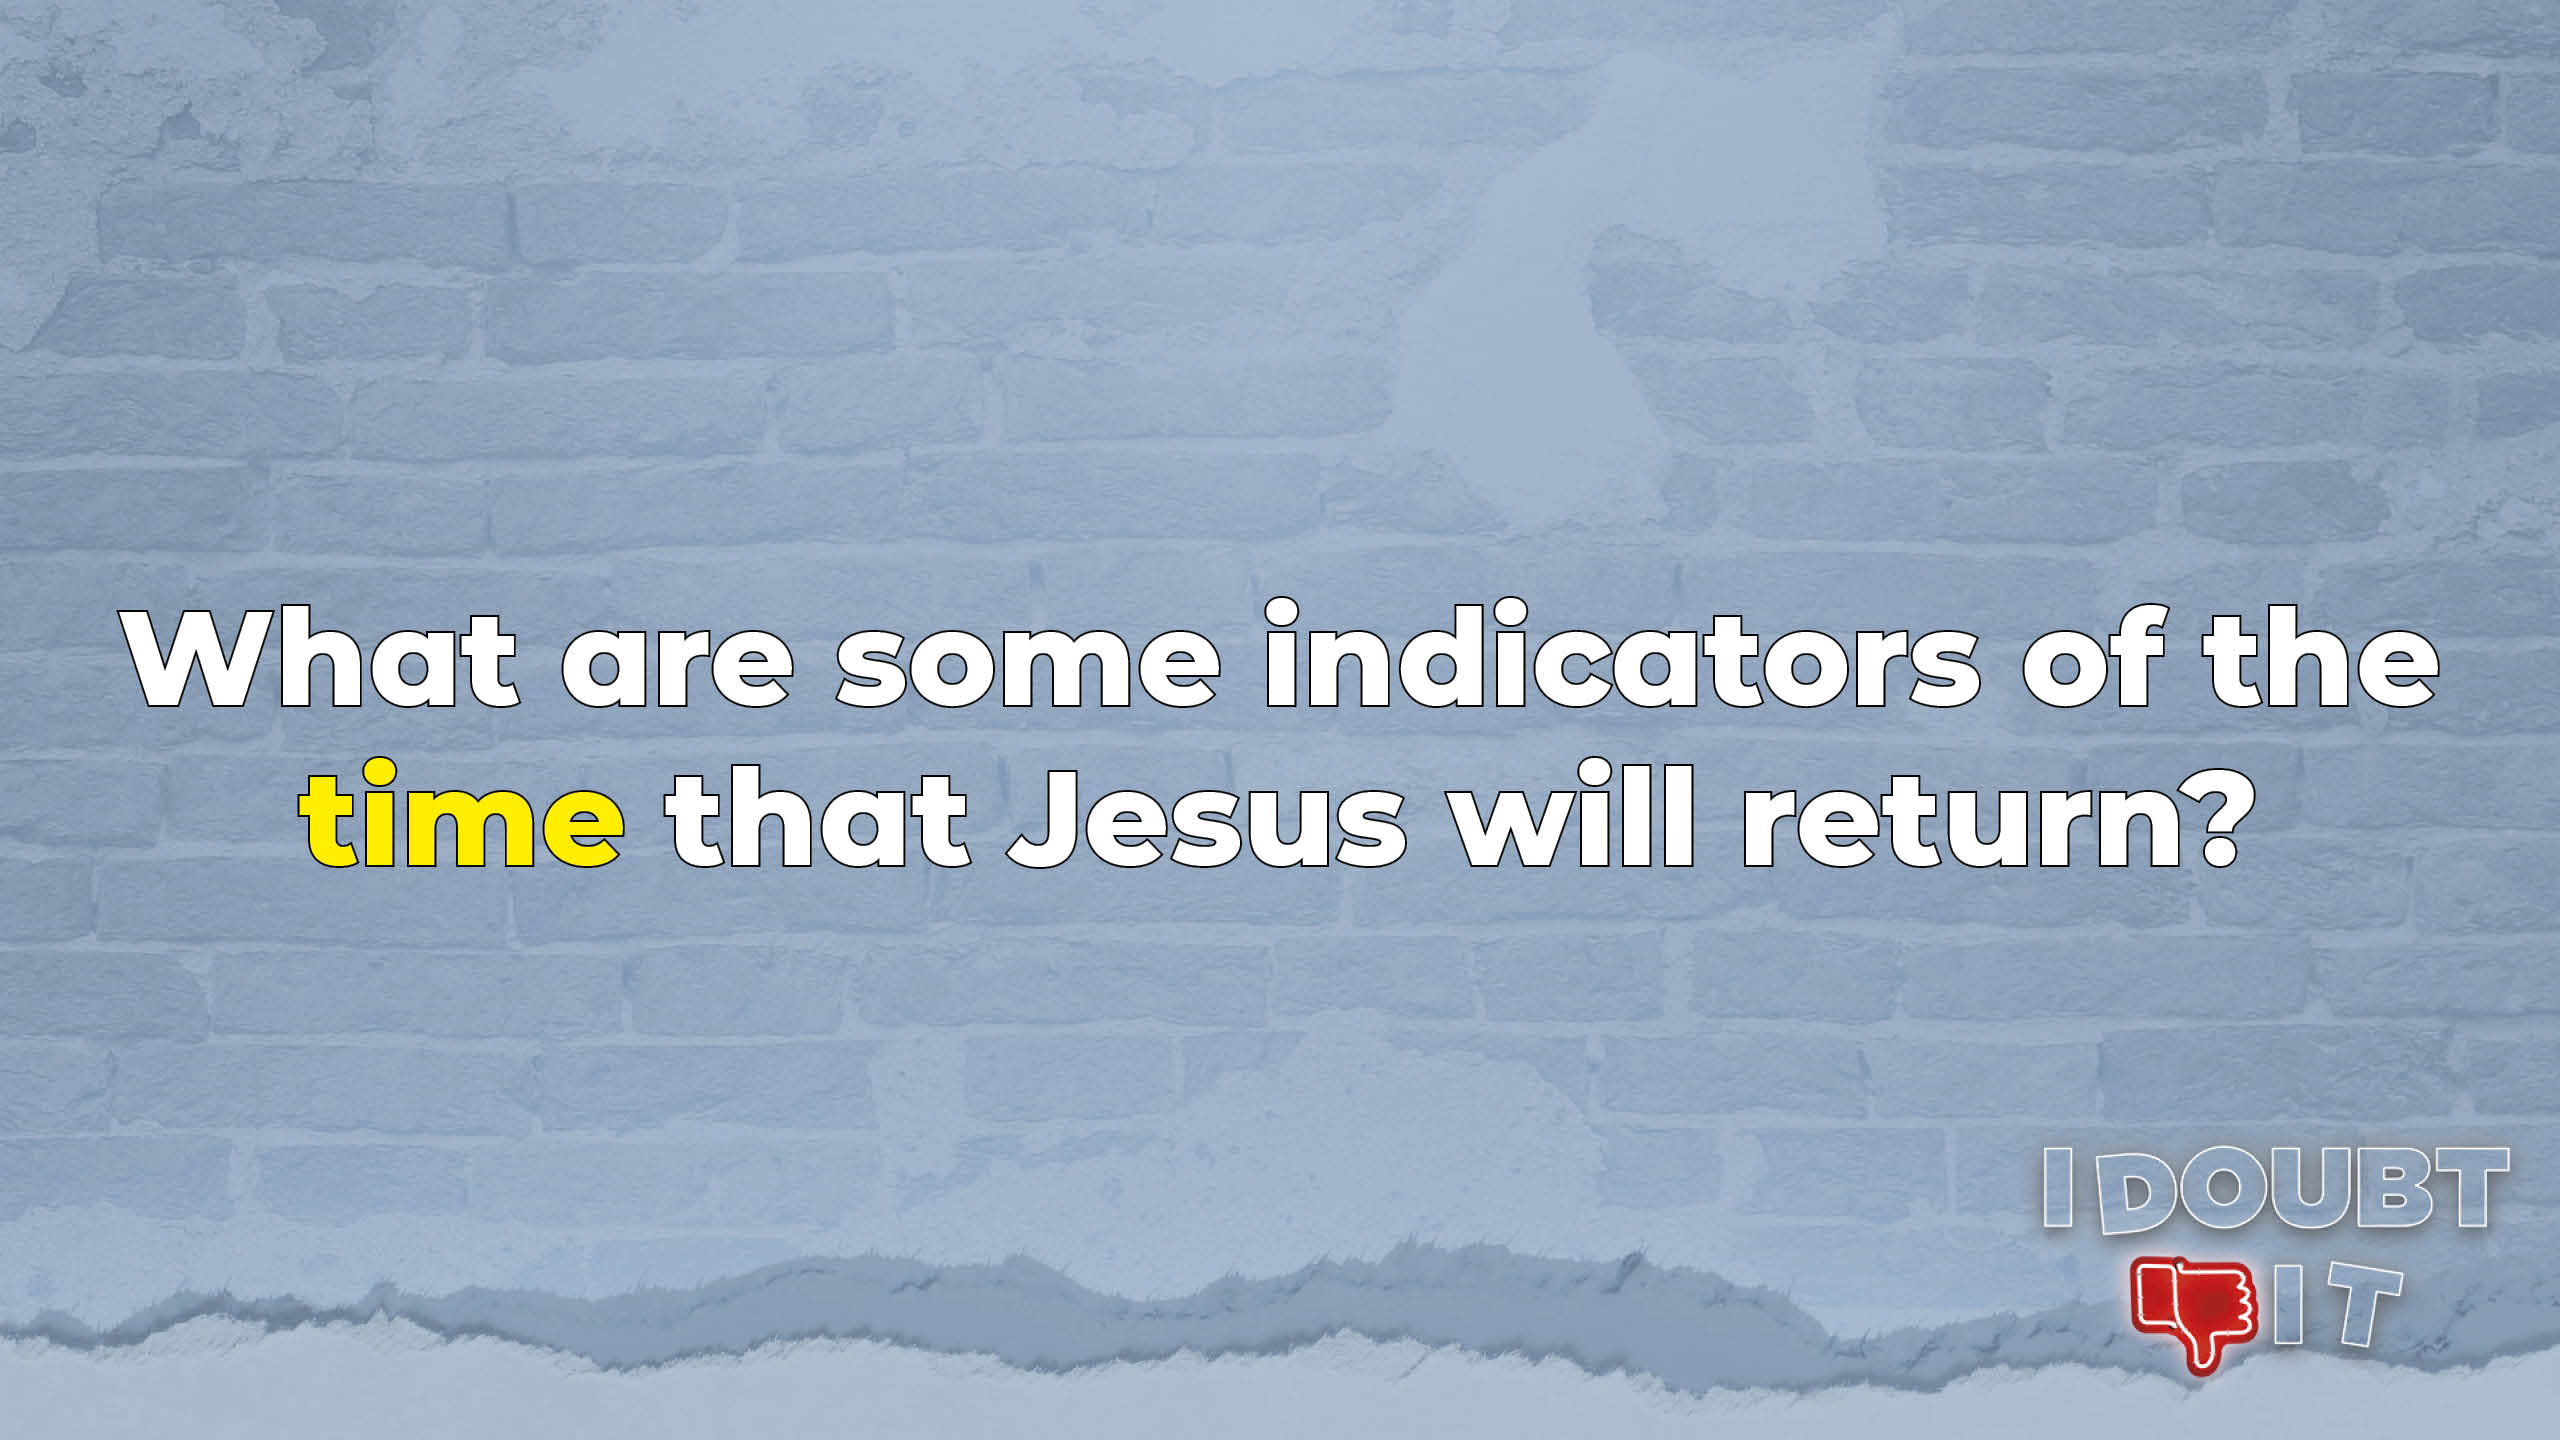 What are some indicators of the
time that Jesus will return?
I DOUBT
IT